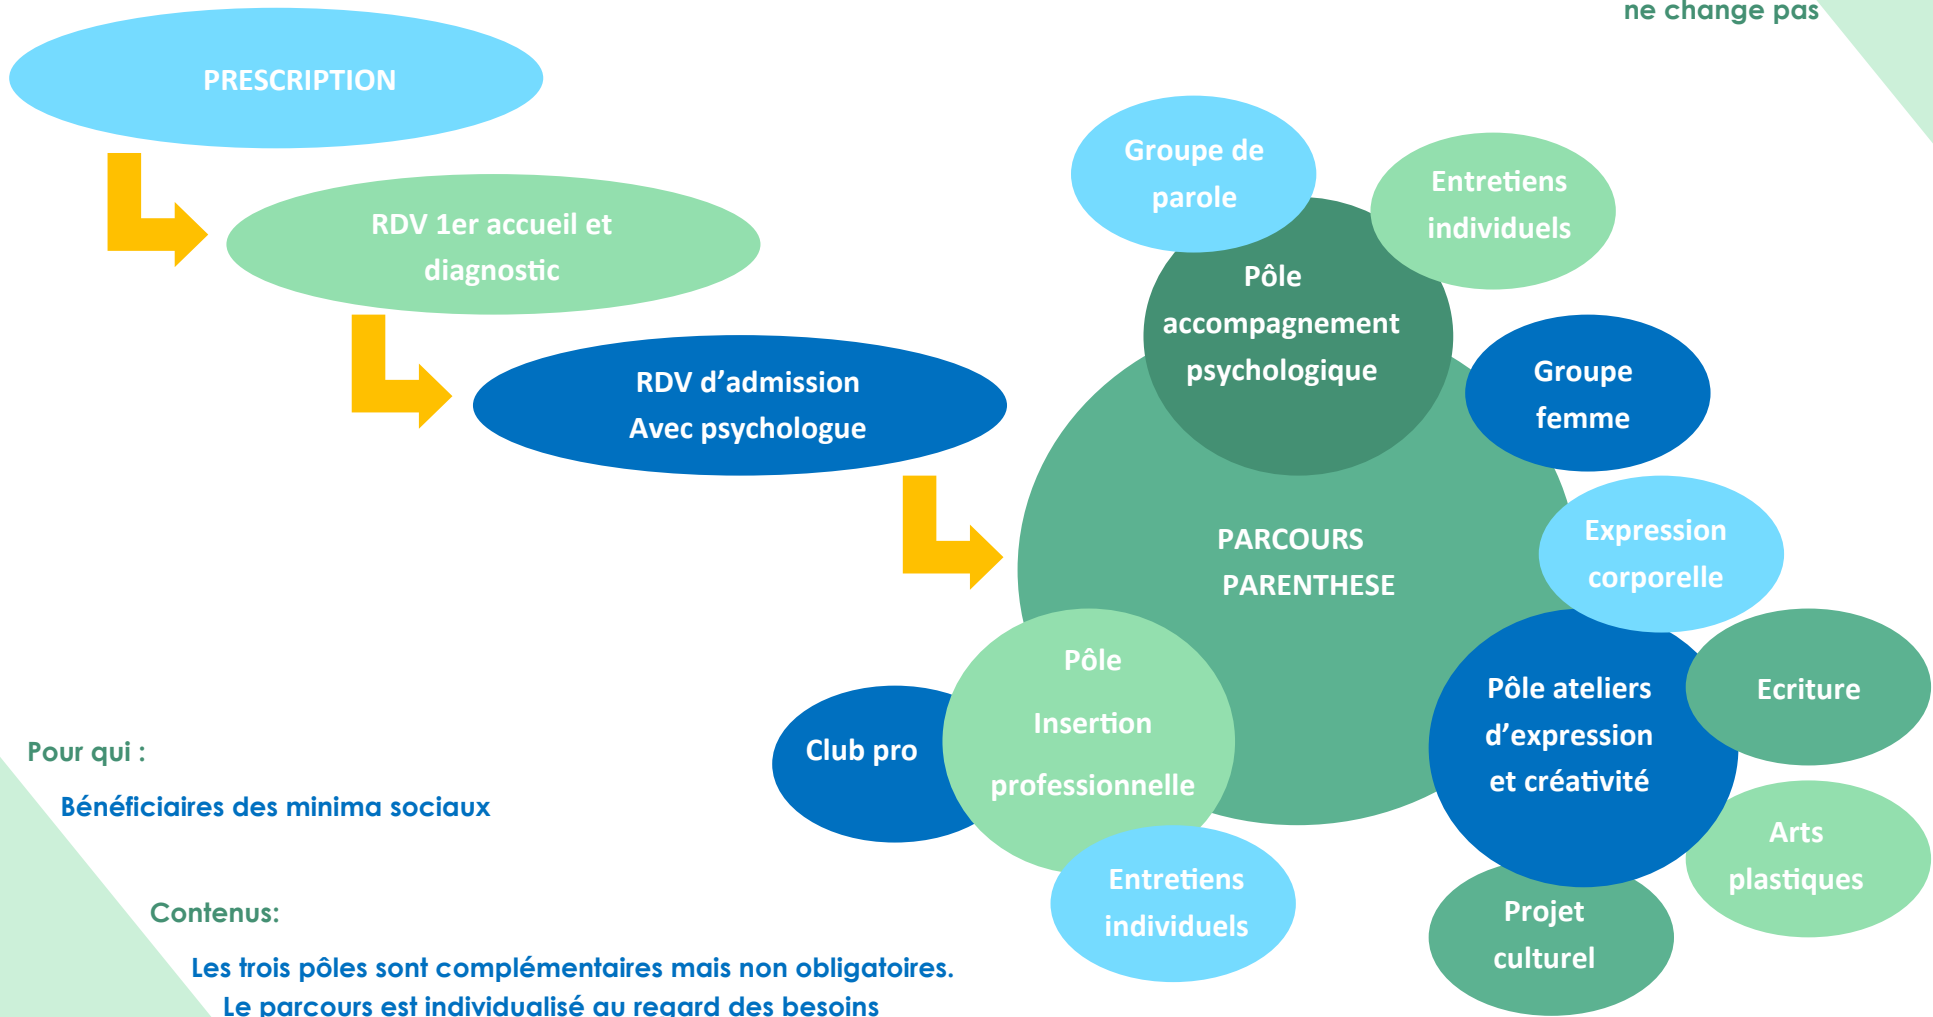 ne change pas
PRESCRIPTION
RDV 1er accueil et
diagnostic
RDV d’admission
Avec psychologue
Groupe de
parole
Entretiens
individuels
Pôle
accompagnement
psychologique
Groupe
femme
PARCOURS
PARENTHESE
Expression
corporelle
Pôle
Insertion
professionnelle
Club pro
Entretiens
individuels
Pôle ateliers
d’expression
et créativité
Ecriture
Arts
plastiques
Projet
culturel
Pour qui :
Bénéficiaires des minima sociaux
Contenus:
Les trois pôles sont complémentaires mais non obligatoires.
Le parcours est individualisé au regard des besoins